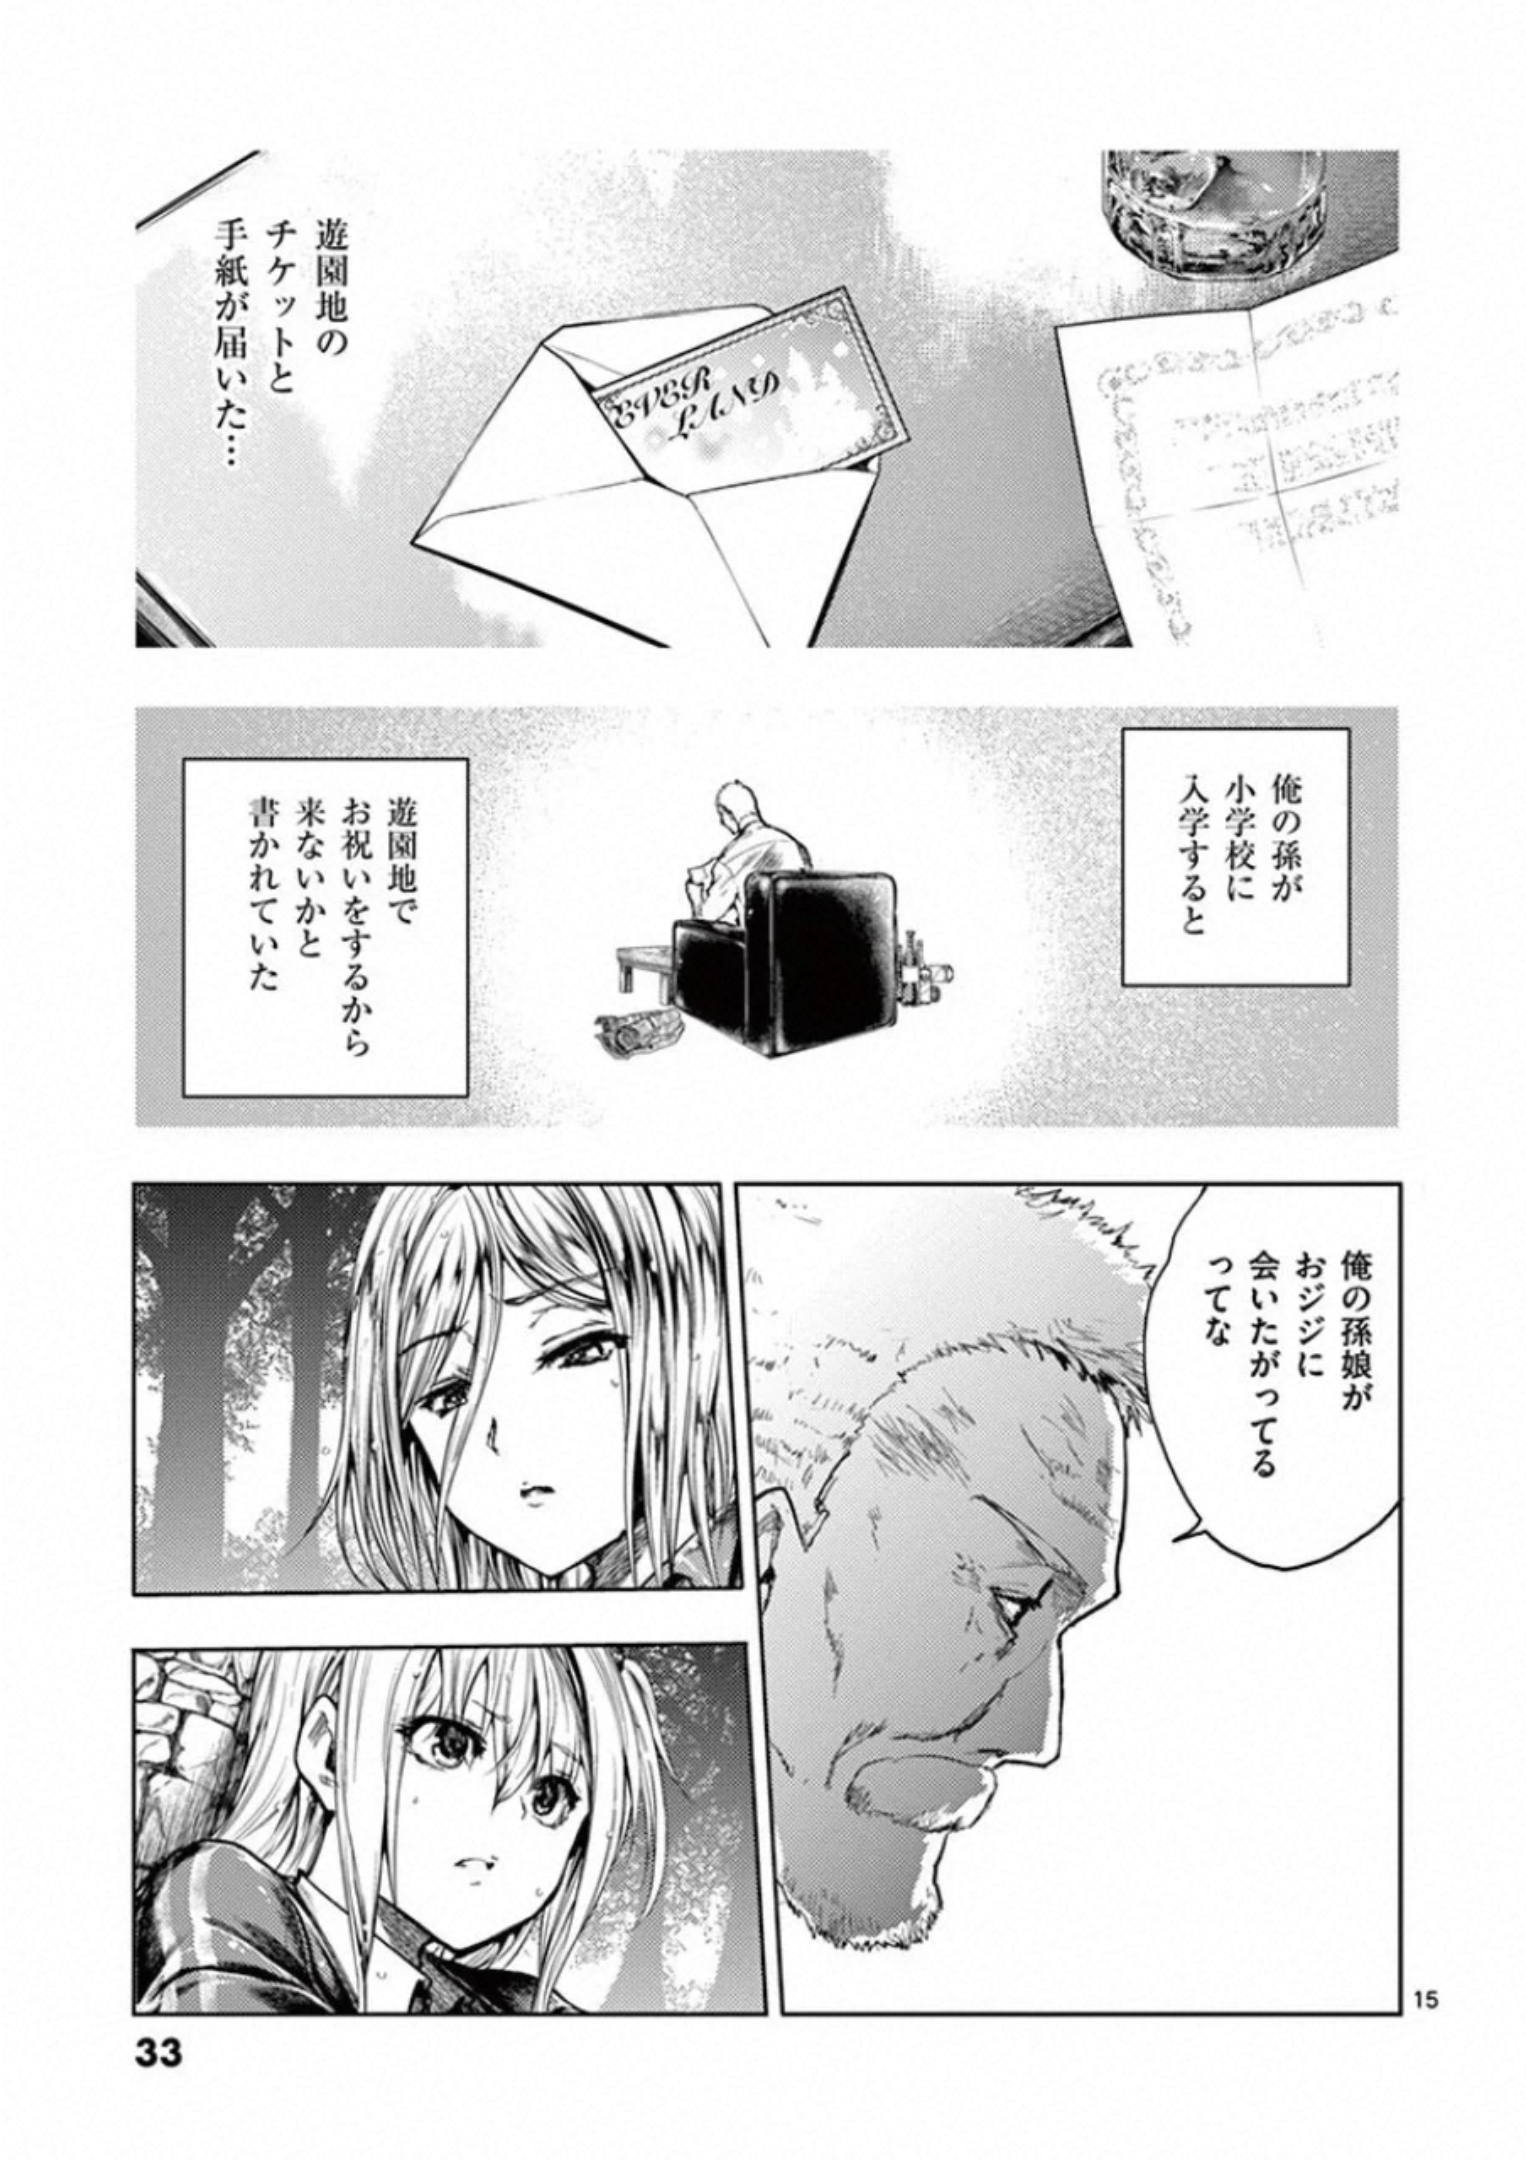 遊園地の
チケットと
手紙が届いた…
EVER
LAND
俺の孫が
小学校に
入学すると
遊園地で
お祝いをするから
来ないかと
書かれていた
俺の孫娘が
おジジに
会いたがってる
ってな
15
33